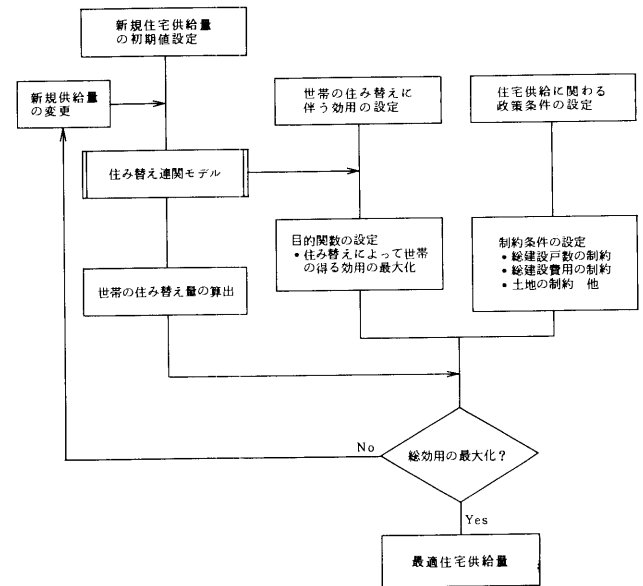 新規住宅供給量
の初期値設定
新規供給量
の変更
世帯の住み替えに
伴う効用の設定
住宅供給に関わる
政策条件の設定
住み替え連関モデル
目的関数の設定
•住み替えによって世帯
の得る効用の最大化
制約条件の設定
•総建設戸数の制約
•総建設費用の制約
•土地の制約 他
世帯の住み替え量の算出
総効用の最大化？
No
Yes
最適住宅供給量